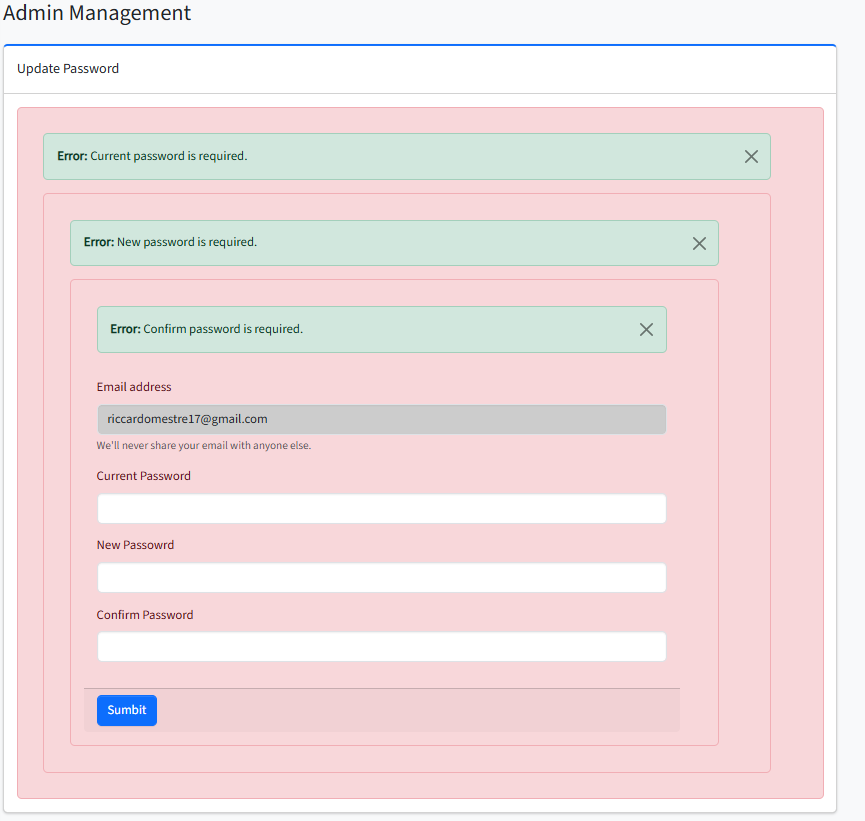 Admin Management
Update Password
Error: Current password is required.
Error: New password is required.
Error: Confirm password is required.
Email address
riccardomestre17@gmail.com
We'll never share your email with anyone else.
Current Password
New Passowrd
Confirm Password
Sumbit